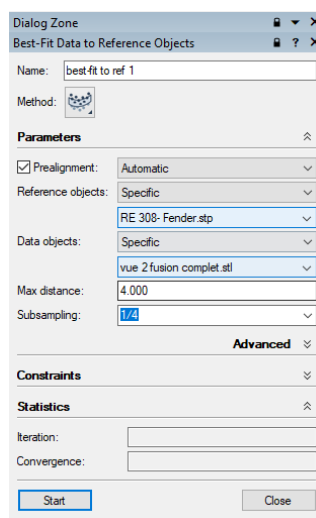 Dialog Zone
Best-Fit Data to Reference Objects
Name: best-fit to ref 1
Method:
Parameters
Prealignment: Automatic
Reference objects: Specific
RE 308- Fender.stp
Data objects: Specific
vue 2 fusion complet.stl
Max distance: 4.000
Subsampling: 1/4
Advanced
Constraints
Statistics
Iteration:
Convergence:
Start Close